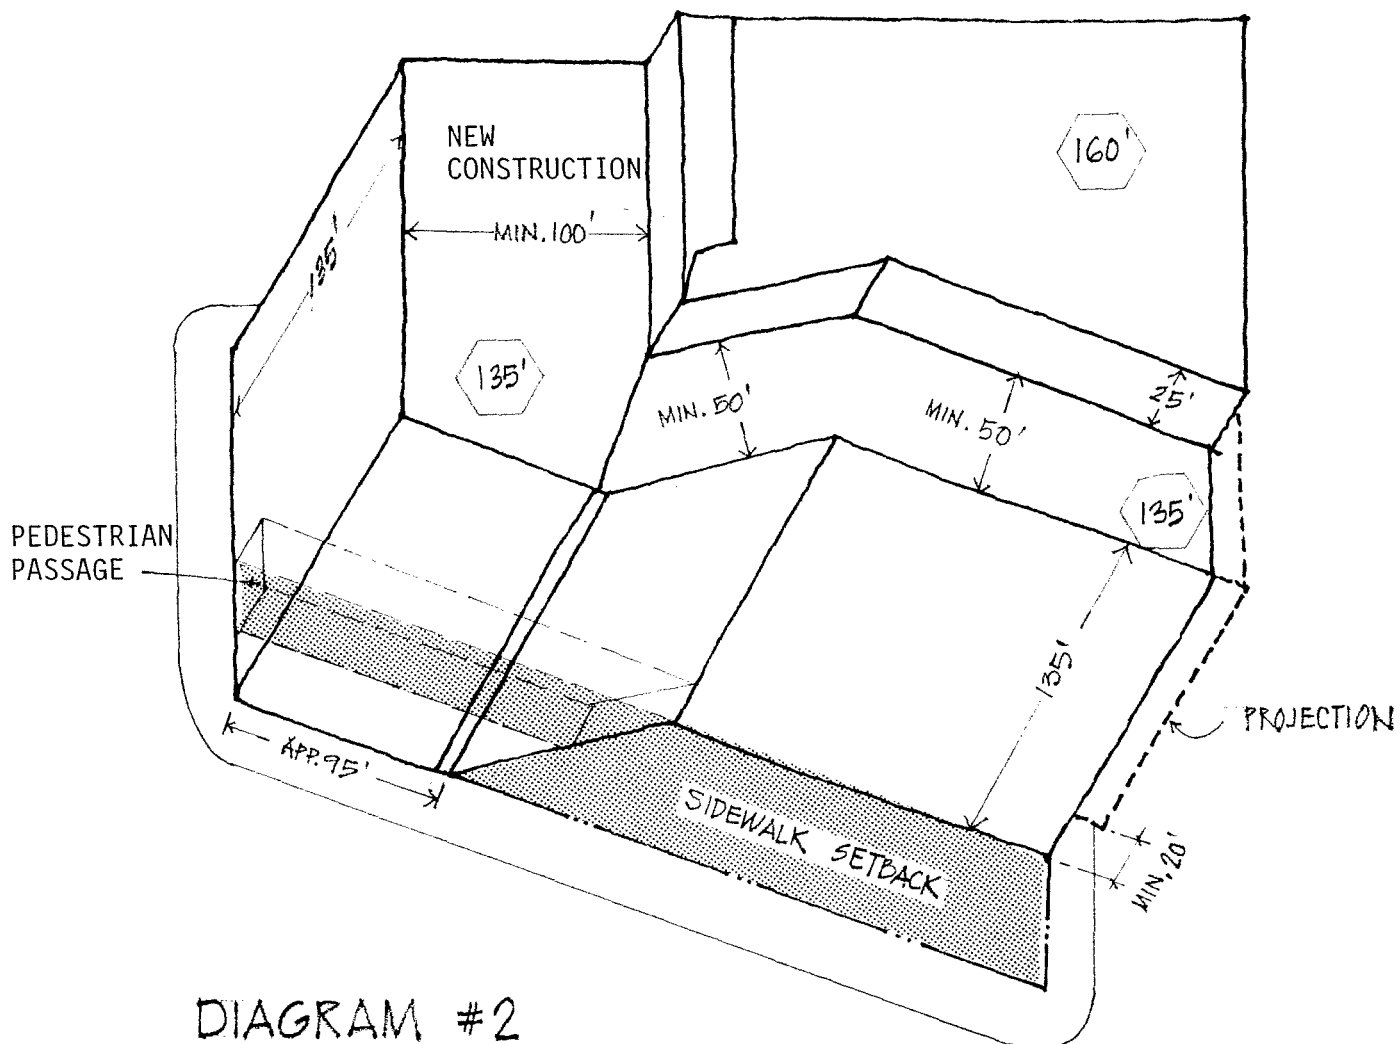 NEW
CONSTRUCTION
160'
135'
MIN. 100'
135'
MIN. 50'
MIN. 50'
25'
135'
PEDESTRIAN
PASSAGE
135'
PROJECTION
APP. 95'
SIDEWALK SETBACK
MIN. 20'
DIAGRAM #2